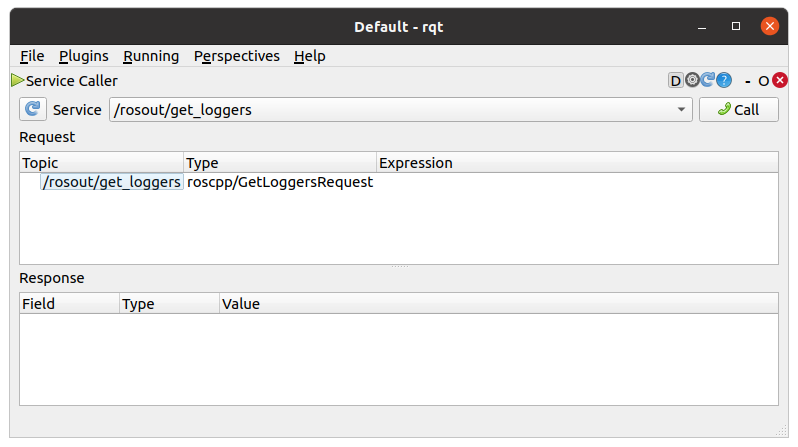 Default - rqt
File Plugins Running Perspectives Help
Service Caller D ? - O
Service /rosout/get_loggers Call
Request
Topic Type Expression
/rosout/get_loggers roscpp/GetLoggersRequest
Response
Field Type Value